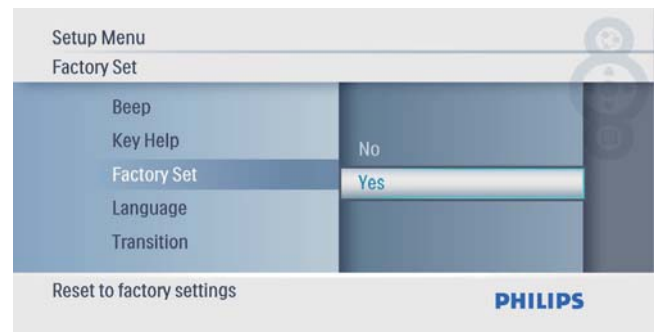 Setup Menu
Factory Set
Beep
Key Help
Factory Set
Language
Transition
No
Yes
Reset to factory settings
PHILIPS